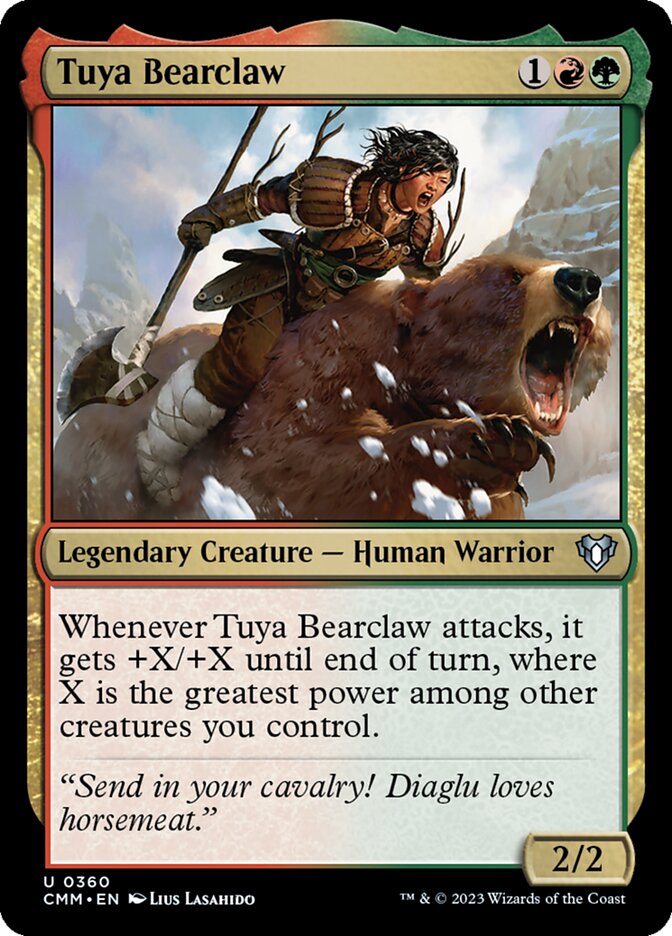 Tuya Bearclaw 1
Legendary Creature — Human Warrior
Whenever Tuya Bearclaw attacks, it
gets +X/+X until end of turn, where
X is the greatest power among other
creatures you control.
“Send in your cavalry! Diaglu loves
horsemeat.”
2/2
U 0360
CMM • EN Lius Lasahido
™ & © 2023 Wizards of the Coast